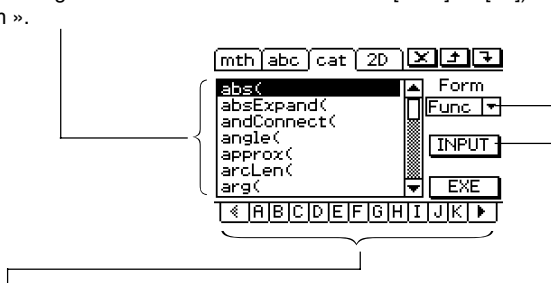 n ».
mth abc cat 2D
abs(
absExpand(
andConnect(
angle(
approx(
arcLen(
arg(
Form
Func
INPUT
EXE
A B C D E F G H I J K